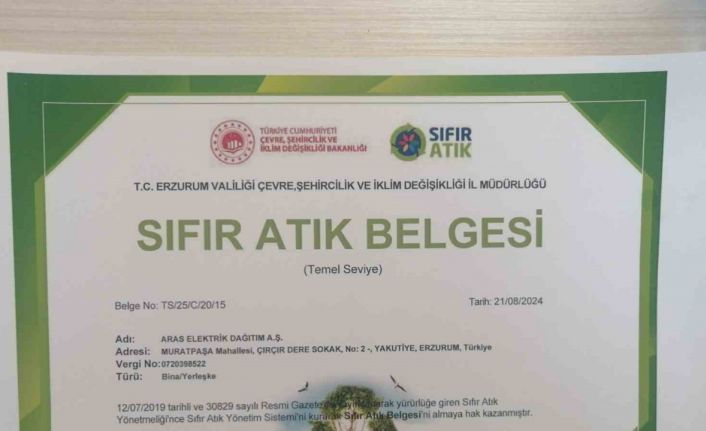 TÜRKİYE CUMHURİYETİ
ÇEVRE, ŞEHİRCİLİK VE
İKLİM DEĞİŞİKLİĞİ BAKANLIĞI
SIFIR
ATIK
T.C. ERZURUM VALİLİĞİ ÇEVRE,ŞEHİRCİLİK VE İKLİM DEĞİŞİKLİĞİ İL MÜDÜRLÜĞÜ
SIFIR ATIK BELGESİ
(Temel Seviye)
Belge No: TS/25/C/20/15
Tarih: 21/08/2024
Adı: ARAS ELEKTRİK DAĞITIM A.Ş.
Adresi: MURATPAŞA Mahallesi, ÇIRÇIR DERE SOKAK, No: 2 -, YAKUTİYE, ERZURUM, Türkiye
Vergi No:0720398522
Türü: Bina/Yerleşke
12/07/2019 tarihli ve 30829 sayılı Resmi Gazete yürürlüğe giren Sıfır Atık
Yönetmeliği'nce Sıfır Atık Yönetim Sistemi'ni kurarak Sıfır Atık Belgesi'ni almaya hak kazanmıştır.